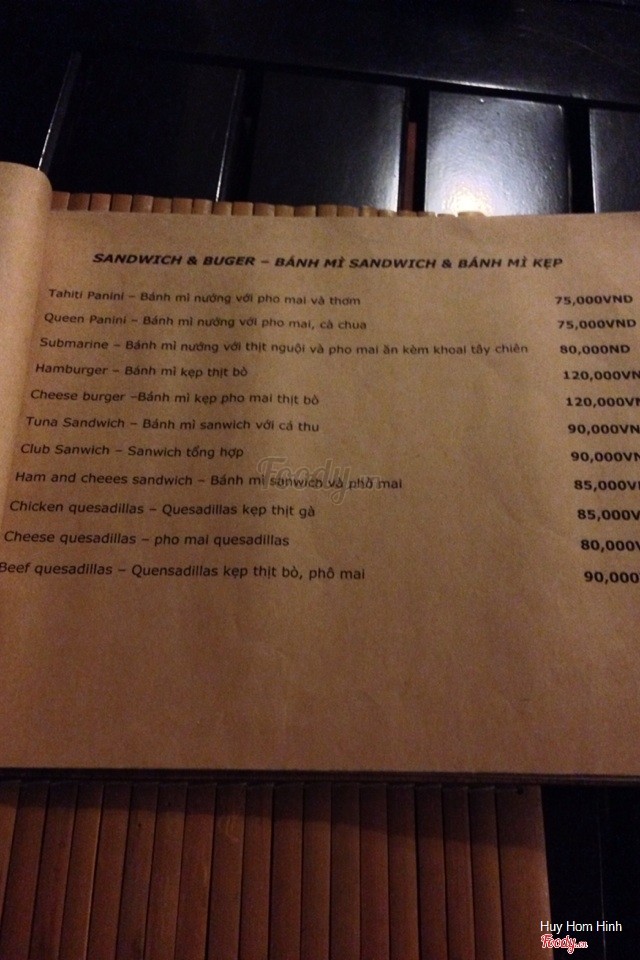 SANDWICH & BUGER – BÁNH MÌ SANDWICH & BÁNH MÌ KẸP
Tahiti Panini – Bánh mì nướng với pho mai và thơm 75,000VND
Queen Panini – Bánh mì nướng với pho mai, cà chua 75,000VND
Submarine – Bánh mì nướng với thịt nguội và pho mai ăn kèm khoai tây chiên 80,000ND
Hamburger – Bánh mì kẹp thịt bò 120,000VN
Cheese burger –Bánh mì kẹp pho mai thịt bò 120,000VN
Tuna Sandwich – Bánh mì sanwich với cá thu 90,000VN
Club Sanwich – Sanwich tổng hợp 90,000VN
Ham and cheees sandwich – Bánh mì sanwich và phô mai 85,000VN
Chicken quesadillas – Quesadillas kẹp thịt gà 85,000V
Cheese quesadillas – pho mai quesadillas 80,000V
Beef quesadillas – Quensadillas kẹp thịt bò, phô mai 90,000
Foody.vn
Huy Hom Hinh
Foody.vn